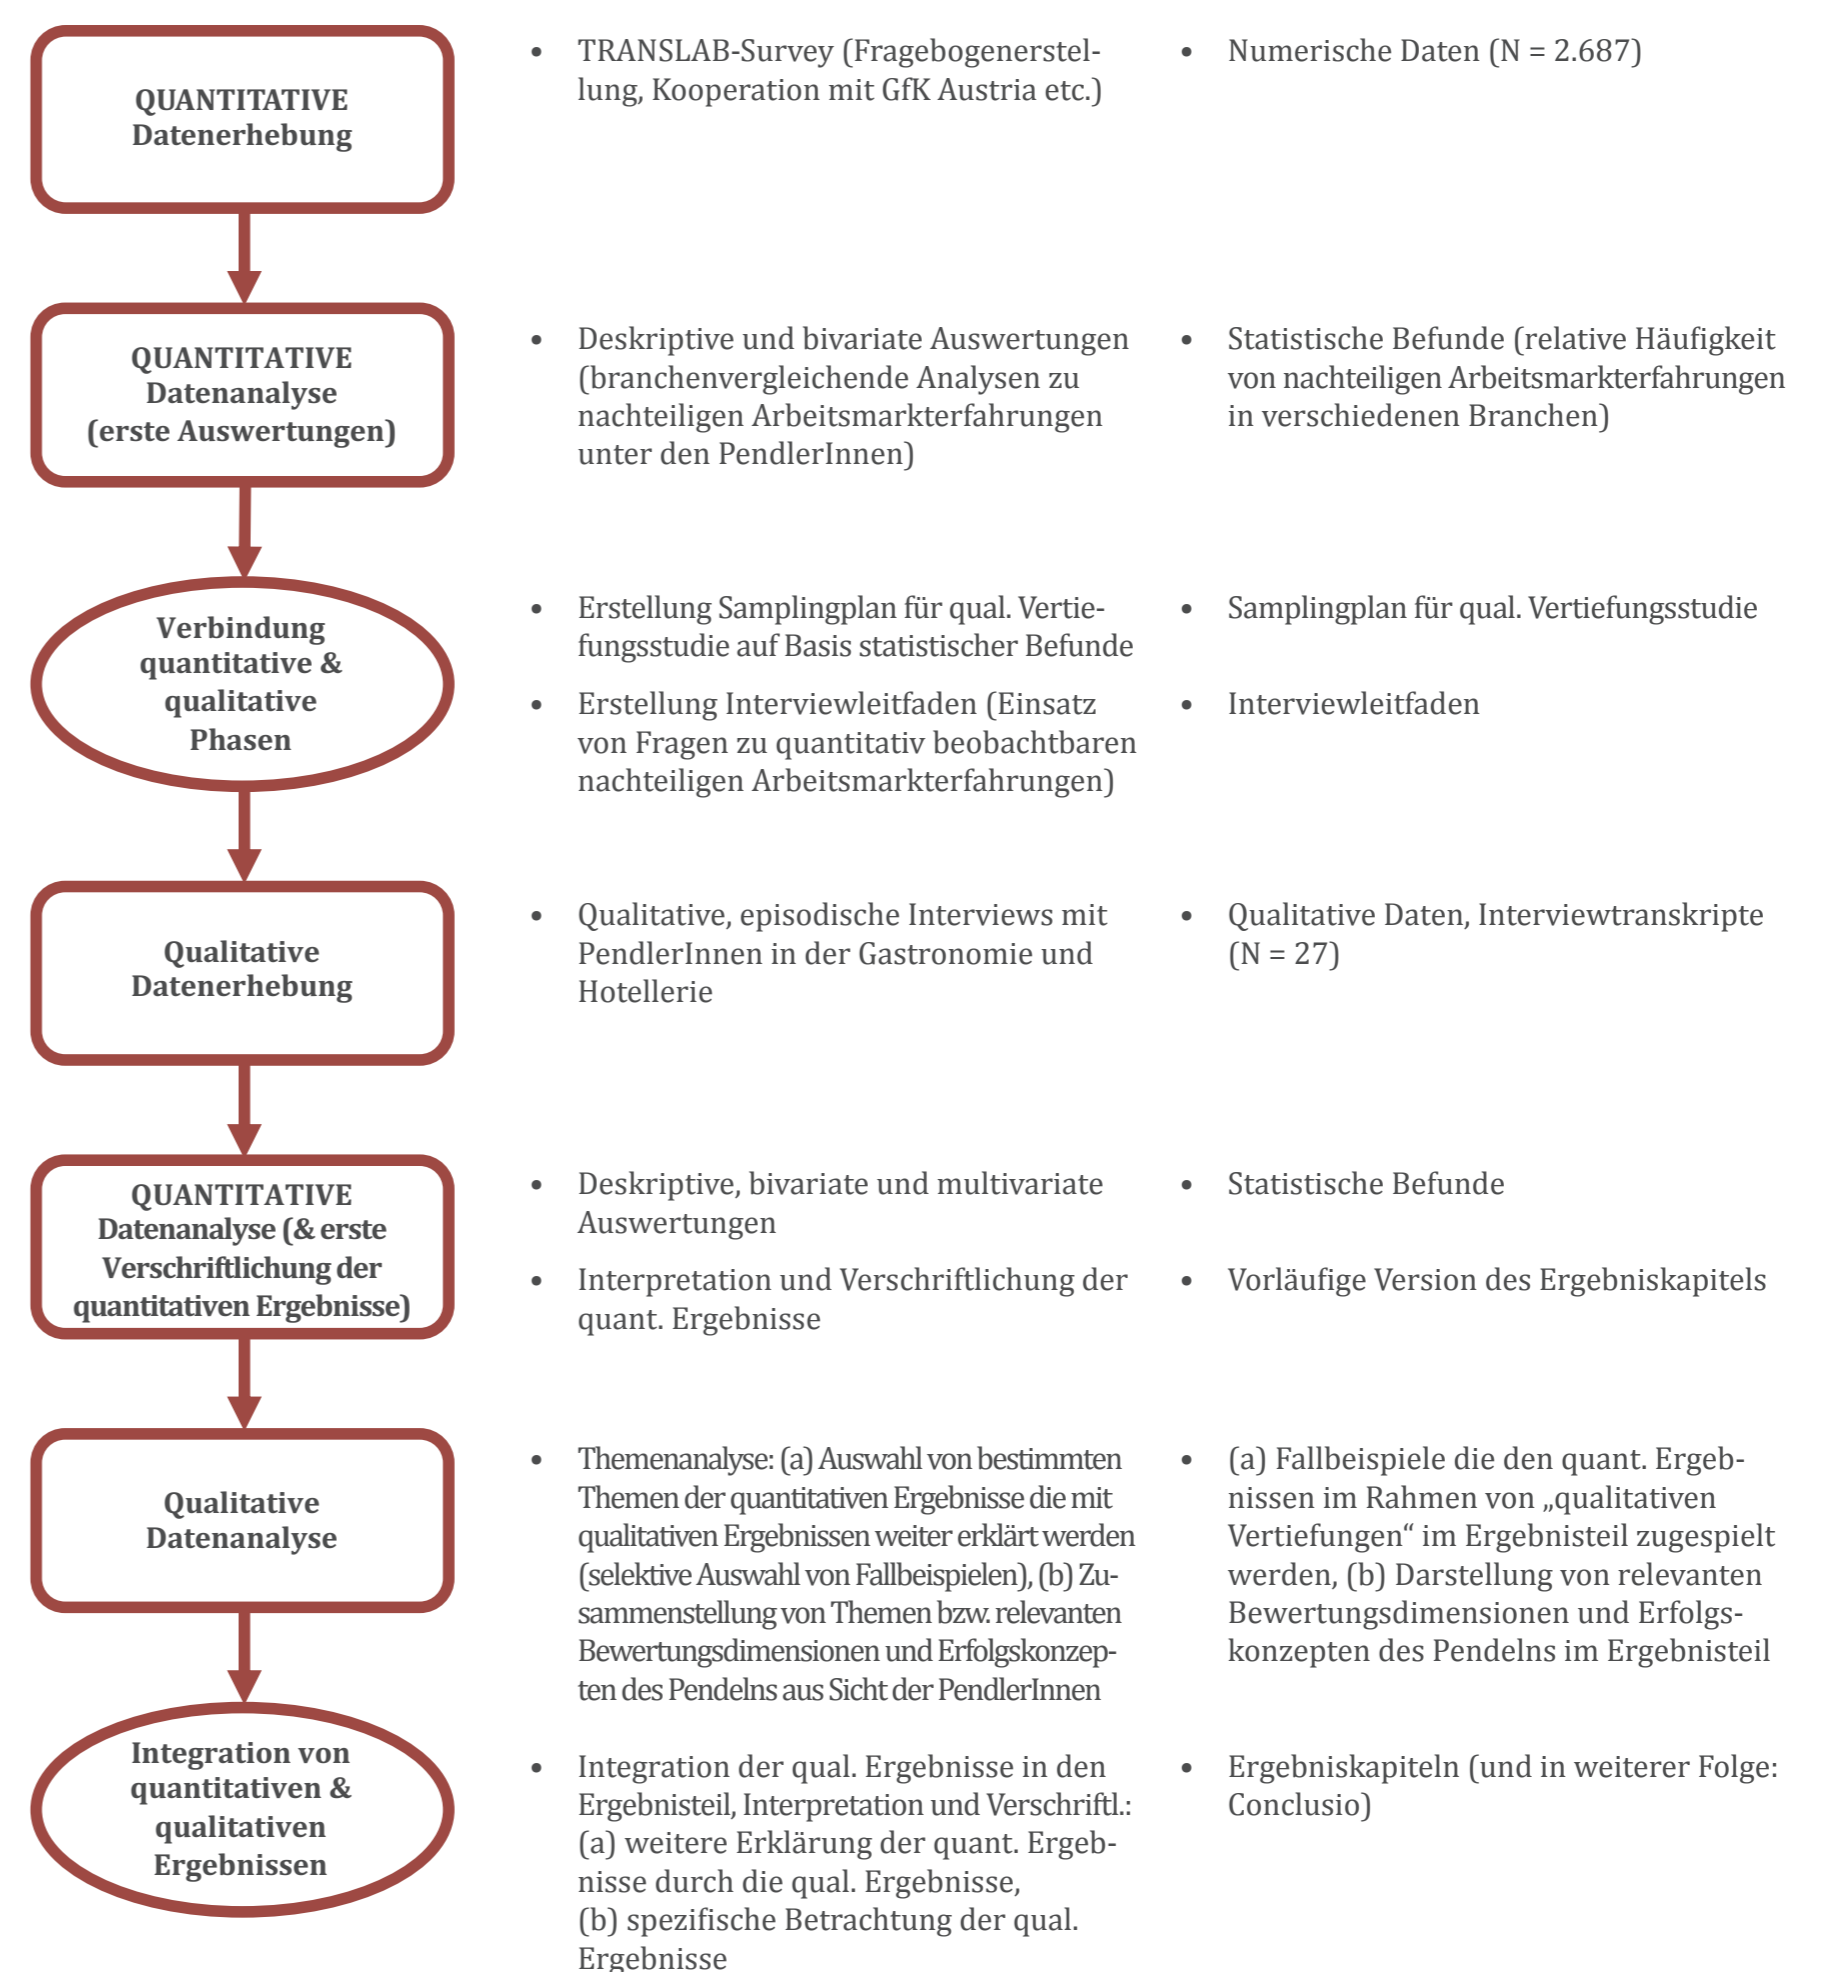 QUANTITATIVE
Datenerhebung
• TRANSLAB-Survey (Fragebogenerstel-
lung, Kooperation mit GfK Austria etc.)
• Numerische Daten (N = 2.687)
QUANTITATIVE
Datenanalyse
(erste Auswertungen)
• Deskriptive und bivariate Auswertungen
(branchenvergleichende Analysen zu
nachteiligen Arbeitsmarkterfahrungen
unter den PendlerInnen)
• Statistische Befunde (relative Häufigkeit
von nachteiligen Arbeitsmarkterfahrungen
in verschiedenen Branchen)
Verbindung
quantitative &
qualitative
Phasen
• Erstellung Samplingplan für qual. Vertie-
fungsstudie auf Basis statistischer Befunde
• Samplingplan für qual. Vertiefungsstudie
• Erstellung Interviewleitfaden (Einsatz
von Fragen zu quantitativ beobachtbaren
nachteiligen Arbeitsmarkterfahrungen)
• Interviewleitfaden
Qualitative
Datenerhebung
• Qualitative, episodische Interviews mit
PendlerInnen in der Gastronomie und
Hotellerie
• Qualitative Daten, Interviewtranskripte
(N = 27)
QUANTITATIVE
Datenanalyse (& erste
Verschriftlichung der
quantitativen Ergebnisse)
• Deskriptive, bivariate und multivariate
Auswertungen
• Statistische Befunde
• Interpretation und Verschriftlichung der
quant. Ergebnisse
• Vorläufige Version des Ergebniskapitels
Qualitative
Datenanalyse
• Themenanalyse: (a) Auswahl von bestimmten
Themen der quantitativen Ergebnisse die mit
qualitativen Ergebnissen weiter erklärt werden
(selektive Auswahl von Fallbeispielen), (b) Zu-
sammenstellung von Themen bzw. relevanten
Bewertungsdimensionen und Erfolgskonzep-
ten des Pendelns aus Sicht der PendlerInnen
• (a) Fallbeispiele die den quant. Ergeb-
nissen im Rahmen von „qualitativen
Vertiefungen“ im Ergebnisteil zugespielt
werden, (b) Darstellung von relevanten
Bewertungsdimensionen und Erfolgs-
konzepten des Pendelns im Ergebnisteil
Integration von
quantitativen &
qualitativen
Ergebnissen
• Integration der qual. Ergebnisse in den
Ergebnisteil, Interpretation und Verschriftl.:
(a) weitere Erklärung der quant. Ergeb-
nisse durch die qual. Ergebnisse,
(b) spezifische Betrachtung der qual.
Ergebnisse
• Ergebniskapiteln (und in weiterer Folge:
Conclusio)